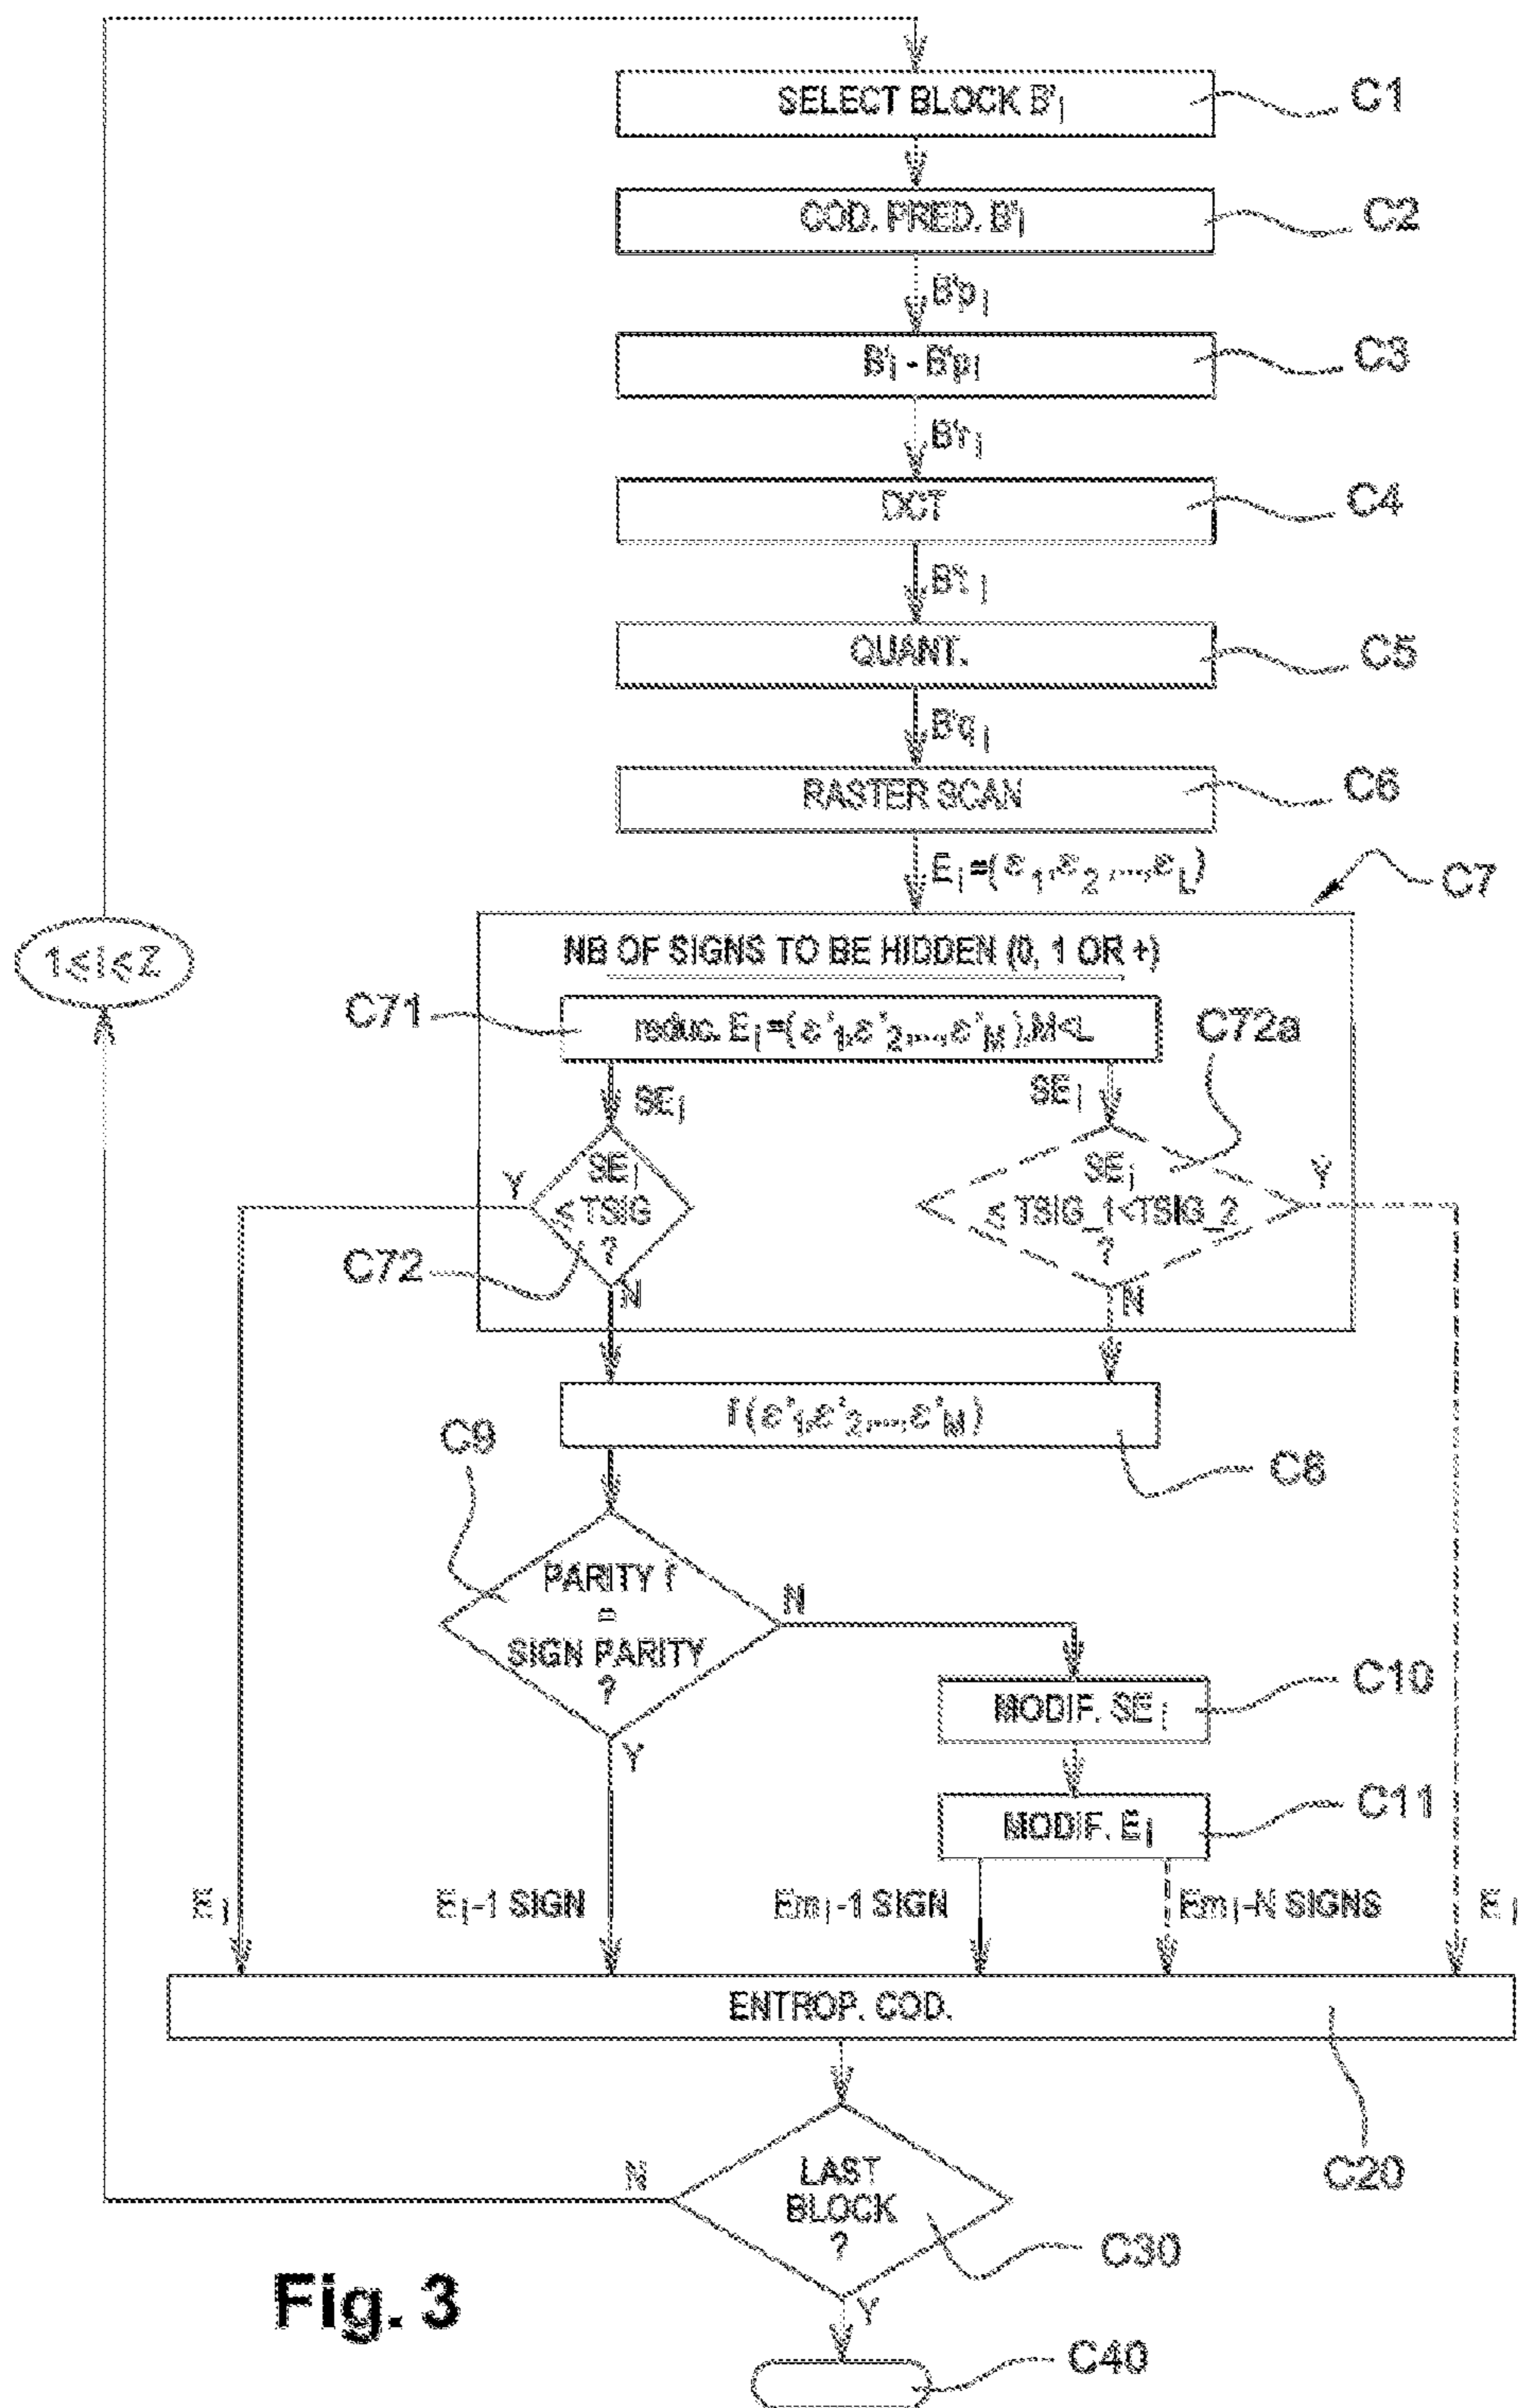 SELECT BLOCK B'i
C1
COD. PRED. B'i
C2
B'pi
B'i - B'pi
C3
B'ri
DCT
C4
B'ti
QUANT.
C5
B'qi
RASTER SCAN
C6
Ei =(ε1,ε2 ,...,εL)
C7
1≤i≤Z
NB OF SIGNS TO BE HIDDEN (0, 1 OR +)
C71
reduc. Ei =(ε'1,ε'2,...,ε'M),M<L
C72a
SEi
SEi
Y
SEi
≤ TSIG
?
C72
N
SEi
≤ TSIG_1<TSIG_2
?
Y
N
f (ε'1,ε'2,...,ε'M)
C8
C9
PARITY f
=
SIGN PARITY
?
N
Y
MODIF. SEi
C10
MODIF. Ei
C11
Ei
Ei-1 SIGN
Emi-1 SIGN
Emi-N SIGNS
Ei
ENTROP. COD.
C20
N
LAST
BLOCK
?
C30
Y
Fig. 3
C40